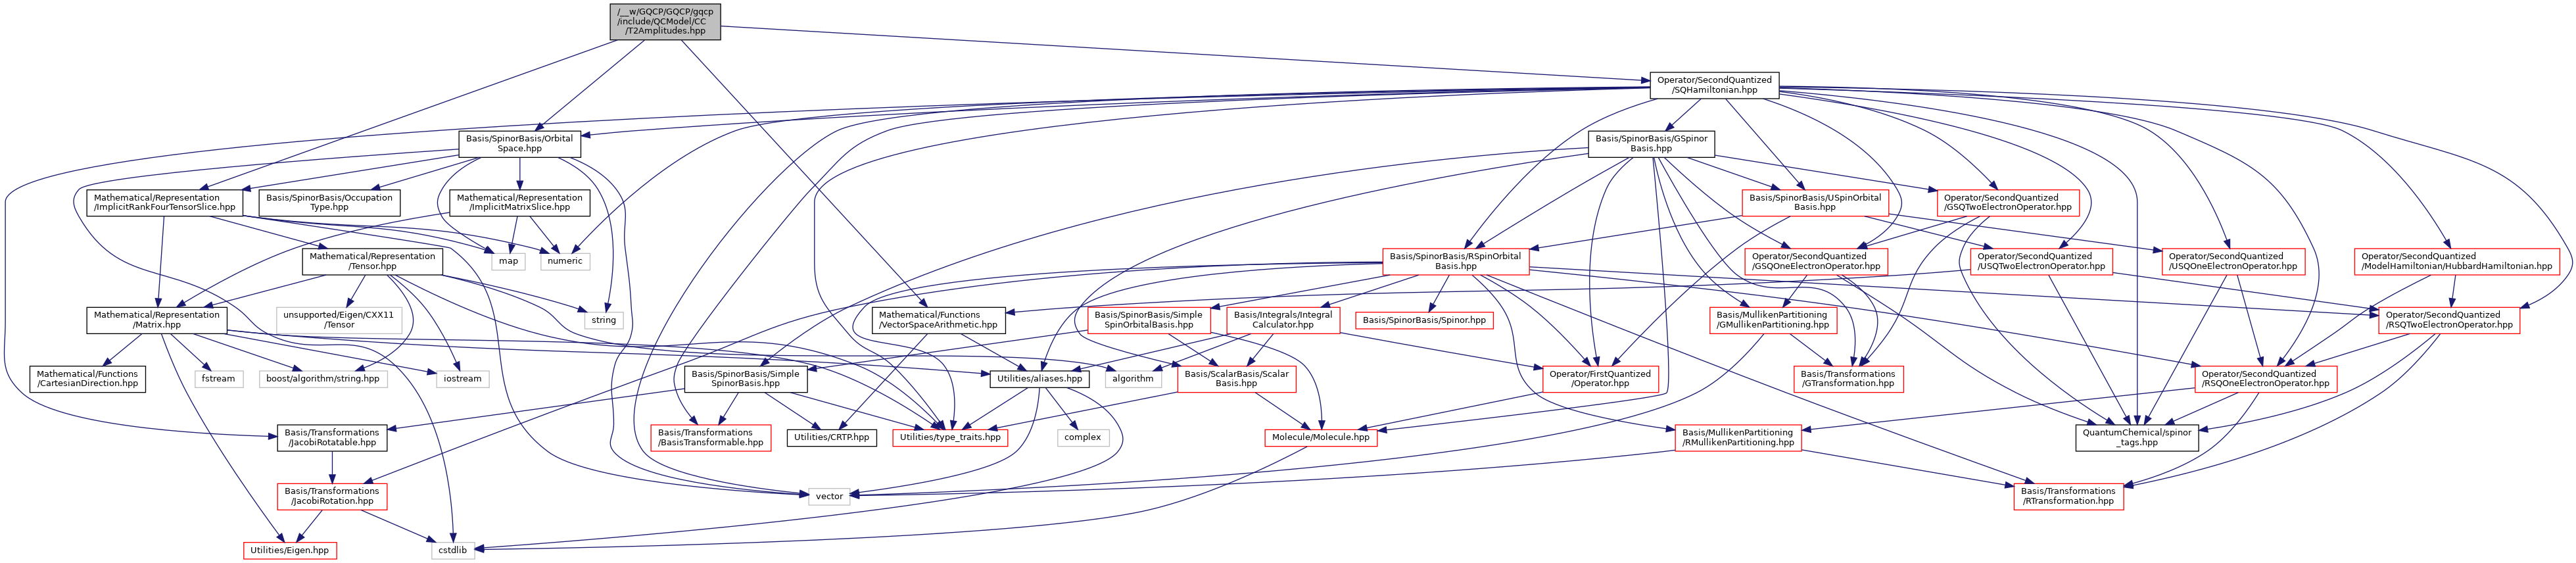 /__w/GQCP/GQCP/gqcp
/include/QCModel/CC
/T2Amplitudes.hpp
Operator/SecondQuantized
/SQHamiltonian.hpp
Basis/SpinorBasis/Orbital
Space.hpp
Basis/SpinorBasis/GSpinor
Basis.hpp
Mathematical/Representation
/ImplicitRankFourTensorSlice.hpp
Basis/SpinorBasis/Occupation
Type.hpp
Mathematical/Representation
/ImplicitMatrixSlice.hpp
Basis/SpinorBasis/USpinOrbital
Basis.hpp
Operator/SecondQuantized
/GSQTwoElectronOperator.hpp
Mathematical/Representation
/Tensor.hpp
map
numeric
Basis/SpinorBasis/RSpinOrbital
Basis.hpp
Operator/SecondQuantized
/GSQOneElectronOperator.hpp
Operator/SecondQuantized
/USQTwoElectronOperator.hpp
Operator/SecondQuantized
/USQOneElectronOperator.hpp
Operator/SecondQuantized
/ModelHamiltonian/HubbardHamiltonian.hpp
Mathematical/Representation
/Matrix.hpp
unsupported/Eigen/CXX11
/Tensor
string
Mathematical/Functions
/VectorSpaceArithmetic.hpp
Basis/SpinorBasis/Simple
SpinOrbitalBasis.hpp
Basis/Integrals/Integral
Calculator.hpp
Basis/SpinorBasis/Spinor.hpp
Basis/MullikenPartitioning
/GMullikenPartitioning.hpp
Operator/SecondQuantized
/RSQTwoElectronOperator.hpp
Mathematical/Functions
/CartesianDirection.hpp
fstream
boost/algorithm/string.hpp
iostream
Basis/SpinorBasis/Simple
SpinorBasis.hpp
Utilities/aliases.hpp
algorithm
Basis/ScalarBasis/Scalar
Basis.hpp
Operator/FirstQuantized
/Operator.hpp
Basis/Transformations
/GTransformation.hpp
Operator/SecondQuantized
/RSQOneElectronOperator.hpp
Basis/Transformations
/JacobiRotatable.hpp
Basis/Transformations
/BasisTransformable.hpp
Utilities/CRTP.hpp
Utilities/type_traits.hpp
complex
Molecule/Molecule.hpp
Basis/MullikenPartitioning
/RMullikenPartitioning.hpp
QuantumChemical/spinor
_tags.hpp
Basis/Transformations
/JacobiRotation.hpp
vector
Basis/Transformations
/RTransformation.hpp
Utilities/Eigen.hpp
cstdlib